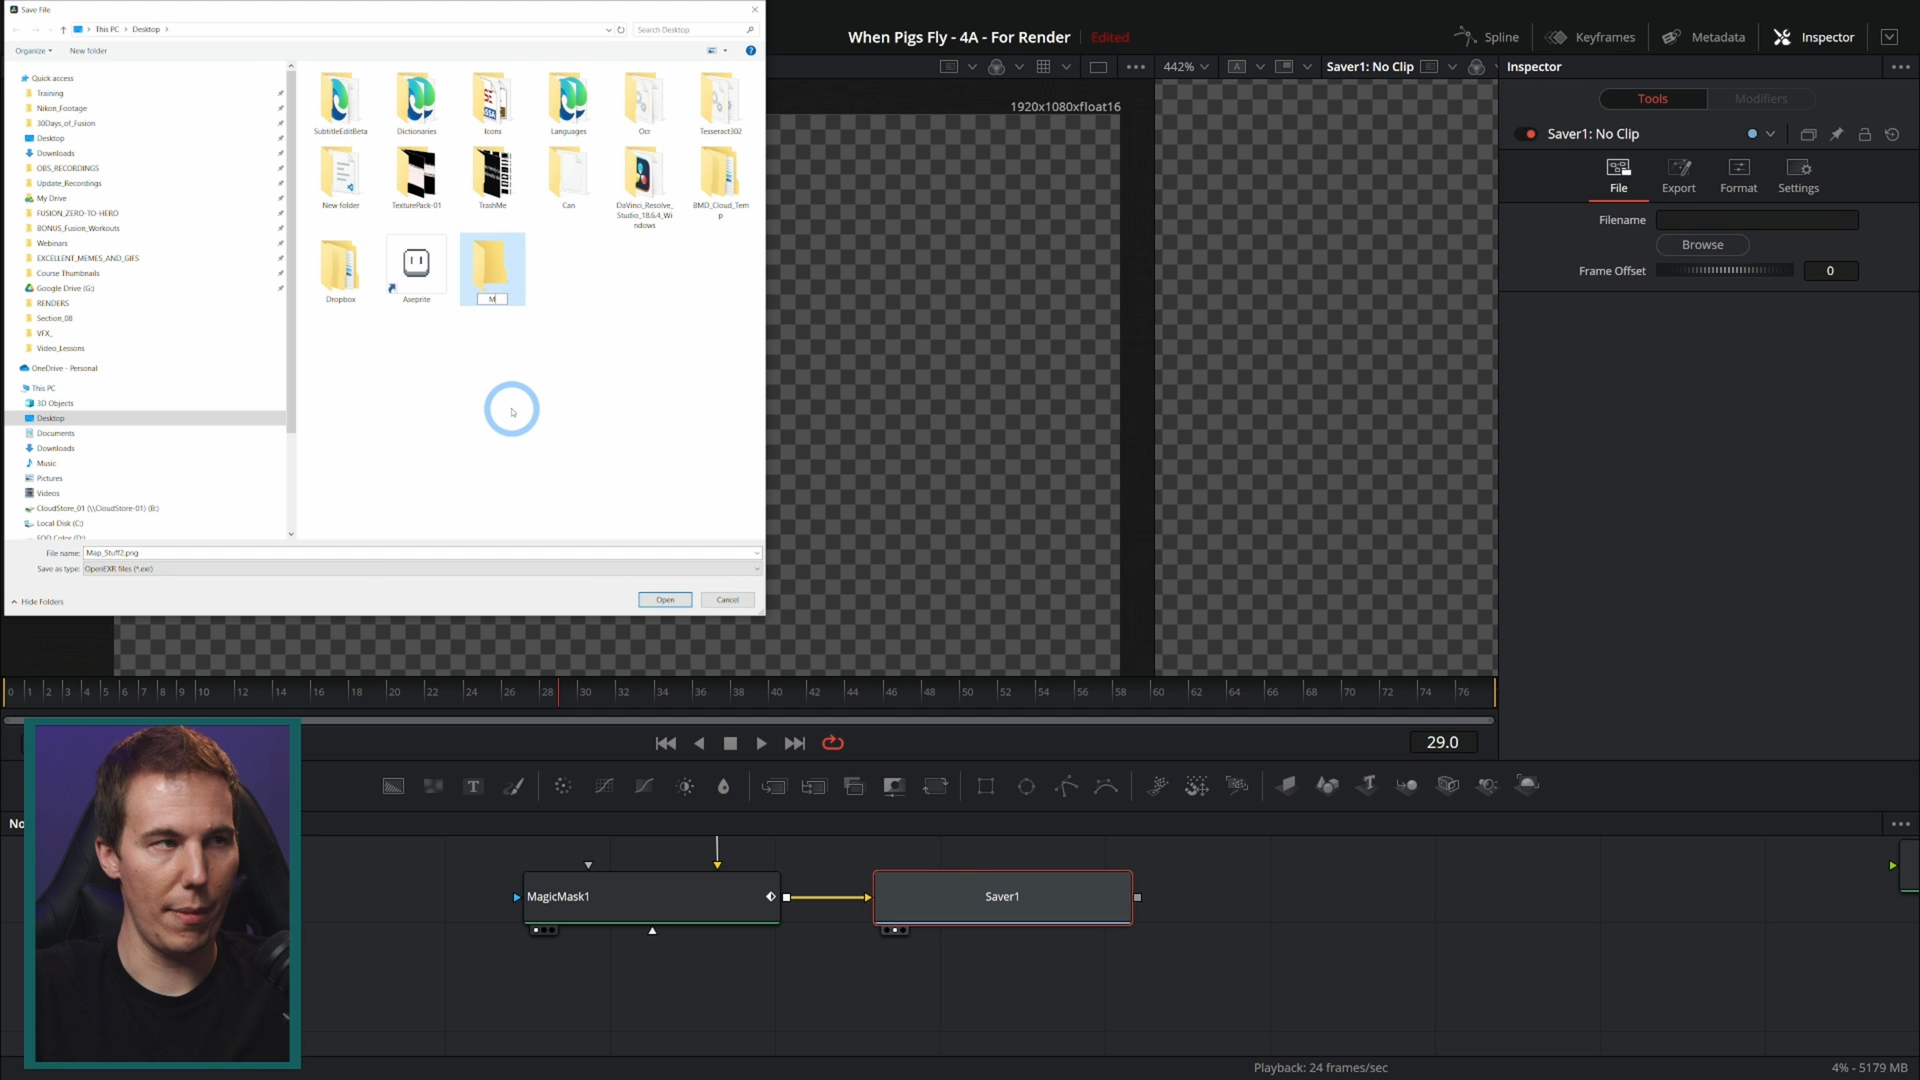 Save File
This PC > Desktop >
Search Desktop
Organize
New folder
Quick access
Training
Nikon_Footage
30Days_of_Fusion
Desktop
Downloads
OBS_RECORDINGS
Update_Recordings
My Drive
FUSION_ZERO-TO-HERO
BONUS_Fusion_Workouts
Webinars
EXCELLENT_MEMES_AND_GIFS
Course Thumbnails
Google Drive (G:)
RENDERS
Section_08
VFX_
Video_Lessons
OneDrive - Personal
This PC
3D Objects
Desktop
Documents
Downloads
Music
Pictures
Videos
CloudStore_01 (\\CloudStore-01) (B:)
Local Disk (C:)
SubtitleEditBeta
Dictionaries
Icons
Languages
Ocr
Tesseract302
New folder
TexturePack-01
TrashMe
Can
DaVinci_Resolve_
Studio_18.6.4_Wi
ndows
BMD_Cloud_Tem
p
Dropbox
Aseprite
M
File name: Map_Stuff2.png
Save as type: OpenEXR files (*.exr)
Hide Folders
Open
Cancel
When Pigs Fly - 4A - For Render
Edited
Spline
Keyframes
Metadata
Inspector
442%
A
Saver1: No Clip
Inspector
1920x1080xfloat16
Tools
Modifiers
Saver1: No Clip
File
Export
Format
Settings
Filename
Browse
Frame Offset
0
0 1 2 3 4 5 6 7 8 9 10 12 14 16 18 20 22 24 26 28 30 32 34 36 38 40 42 44 46 48 50 52 54 56 58 60 62 64 66 68 70 72 74 76
29.0
T
No
MagicMask1
Saver1
Playback: 24 frames/sec
4% - 5179 MB